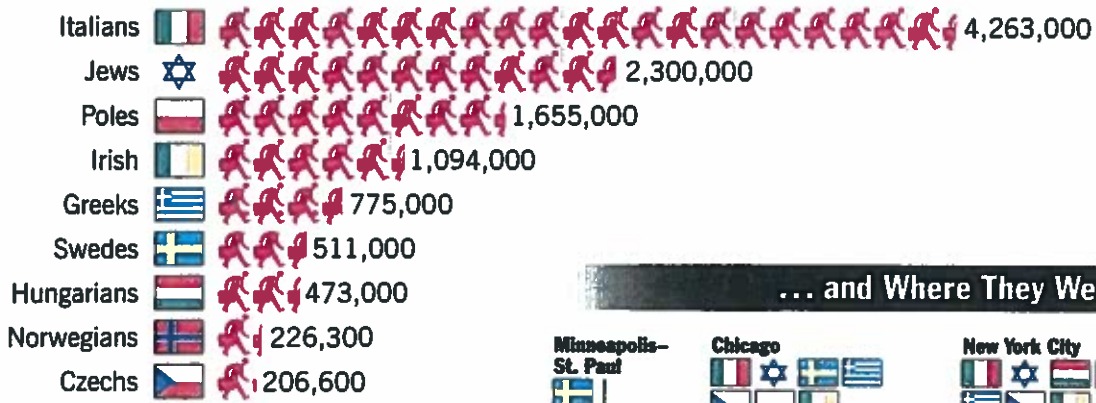 Italians 4,263,000
Jews 2,300,000
Poles 1,655,000
Irish 1,094,000
Greeks 775,000
Swedes 511,000
Hungarians 473,000
Norwegians 226,300
Czechs 206,600
... and Where They We
Minneapolis–
St. Paul
Chicago
New York City